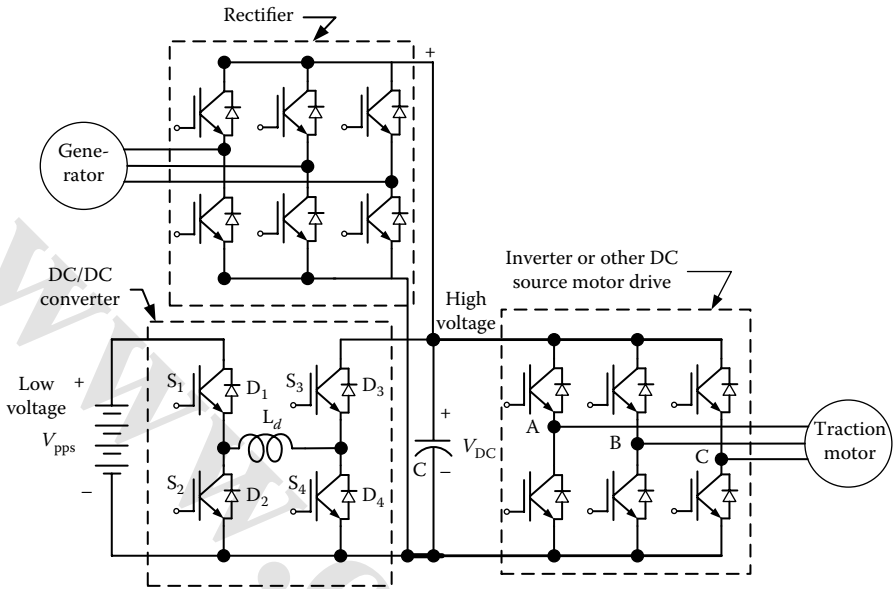 Rectifier
+
Gene-
rator
DC/DC
converter
High
voltage
Inverter or other DC
source motor drive
Low
voltage
+
V_pps
−
S_1
D_1
S_3
D_3
L_d
S_2
D_2
S_4
D_4
+
C
−
V_DC
A
B
C
Traction
motor